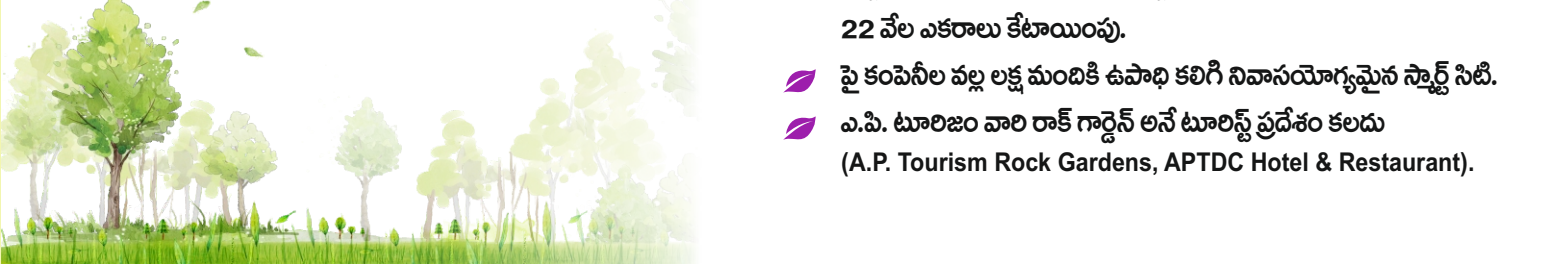 22 వేల ఎకరాలు కేటాయింపు.
పై కంపెనీల వల్ల లక్ష మందికి ఉపాధి కలిగి నివాసయోగ్యమైన స్మార్ట్ సిటి.
ఎ.పి. టూరిజం వారి రాక్ గార్డెన్ అనే టూరిస్ట్ ప్రదేశం కలదు
(A.P. Tourism Rock Gardens, APTDC Hotel & Restaurant).